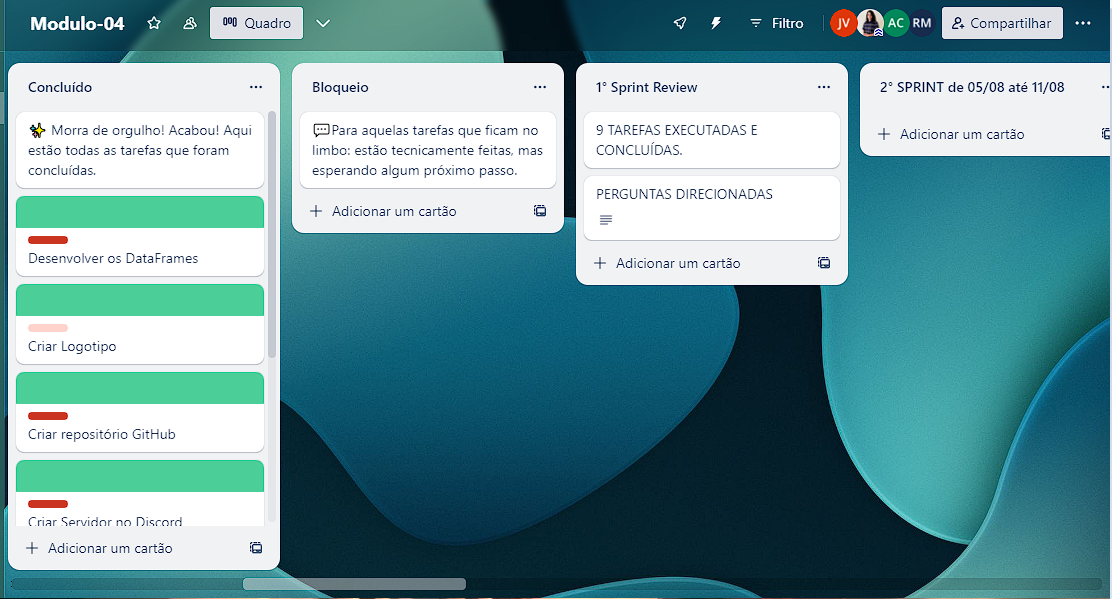 Modulo-04
Quadro
Filtro
JV
AC
RM
Compartilhar
Concluído
✨ Morra de orgulho! Acabou! Aqui
estão todas as tarefas que foram
concluídas.
Desenvolver os DataFrames
Criar Logotipo
Criar repositório GitHub
Criar Servidor no Discord
Adicionar um cartão
Bloqueio
💬Para aquelas tarefas que ficam no
limbo: estão tecnicamente feitas, mas
esperando algum próximo passo.
Adicionar um cartão
1° Sprint Review
9 TAREFAS EXECUTADAS E
CONCLUÍDAS.
PERGUNTAS DIRECIONADAS
Adicionar um cartão
2° SPRINT de 05/08 até 11/08
Adicionar um cartão